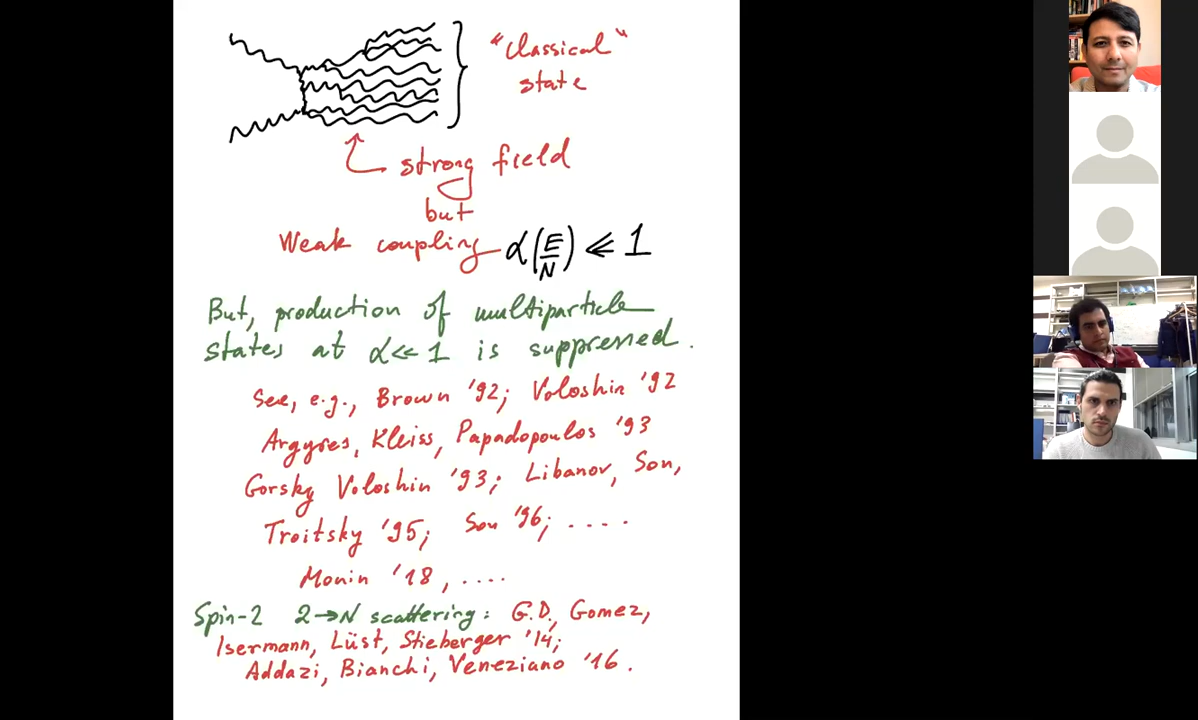 "Classical"
state
strong field
but
Weak coupling α(E/N) ≪ 1
But, production of multiparticle
states at α << 1 is suppressed.
See, e.g., Brown '92; Voloshin '92
Argyres, Kleiss, Papadopoulos '93
Gorsky Voloshin '93; Libanov, Son,
Troitsky '95; Son '96; ....
Monin '18, ....
Spin-2 2→N scattering: G.D., Gomez,
Isermann, Lüst, Stieberger '14;
Addazi, Bianchi, Veneziano '16.